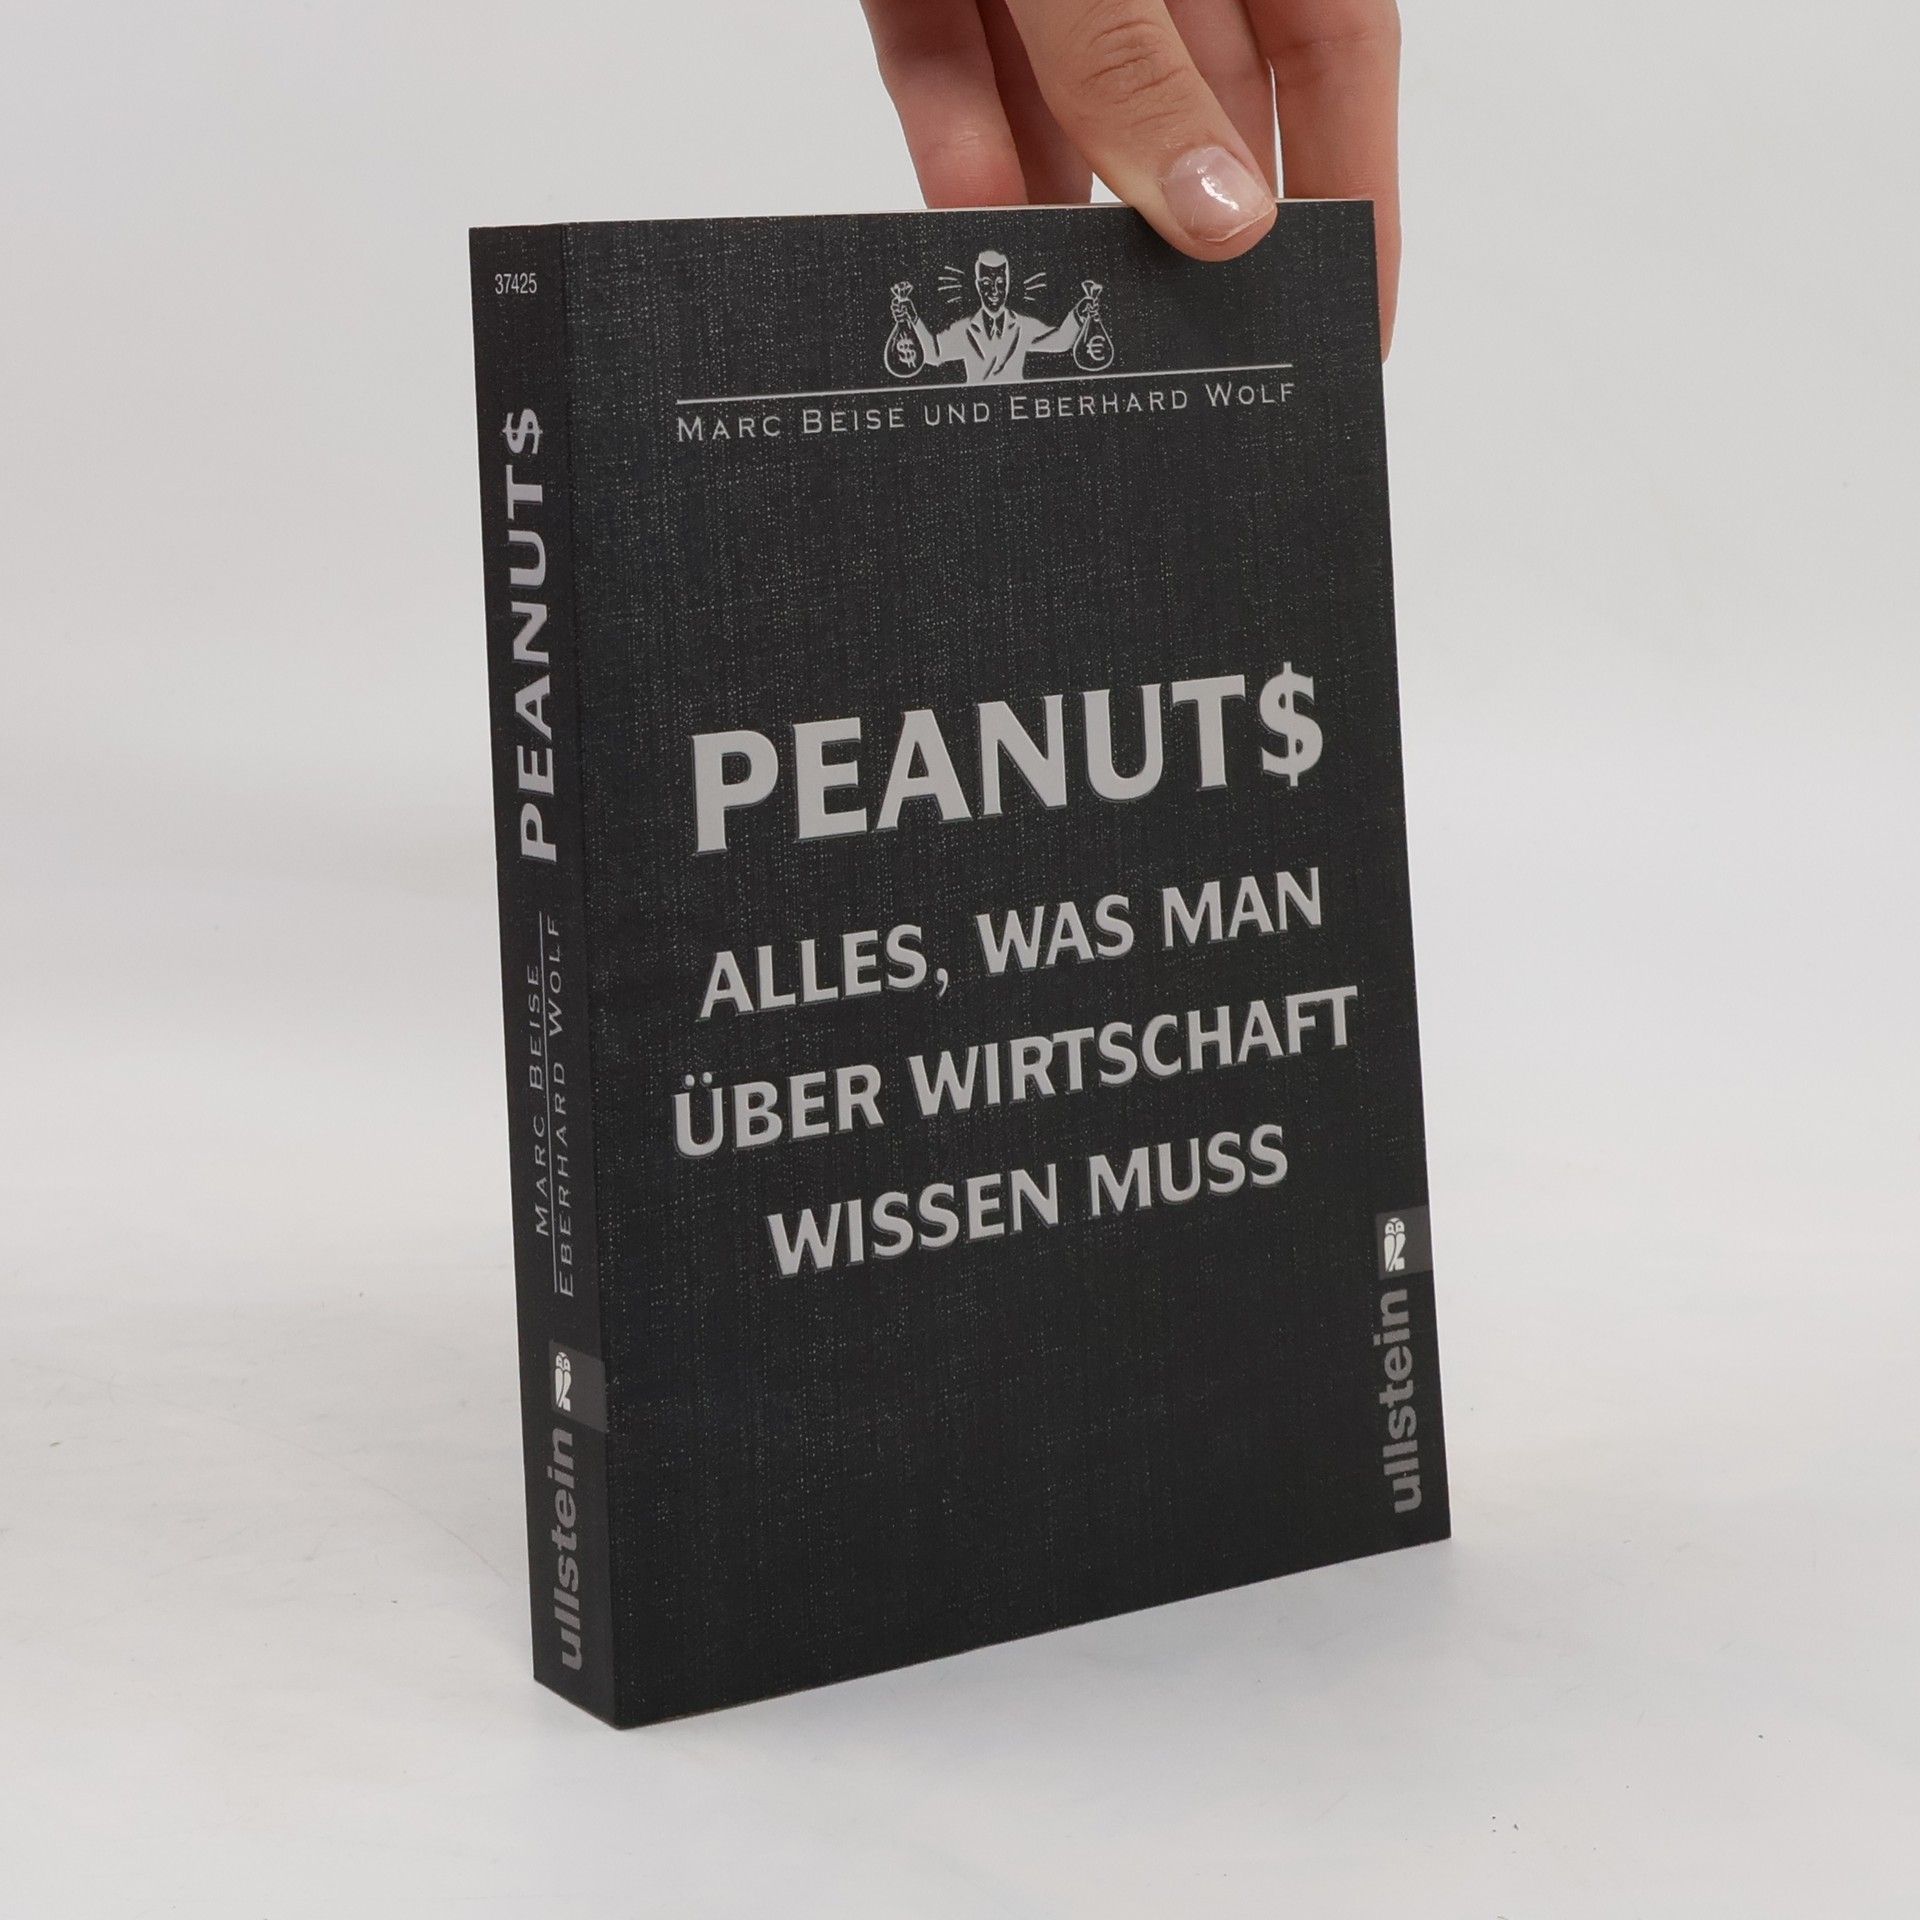 37425
PEANUT$
MARC BEISE
EBERHARD WOLF
ullstein
$
€
MARC BEISE UND EBERHARD WOLF
PEANUT$
ALLES, WAS MAN
ÜBER WIRTSCHAFT
WISSEN MUSS
ullstein